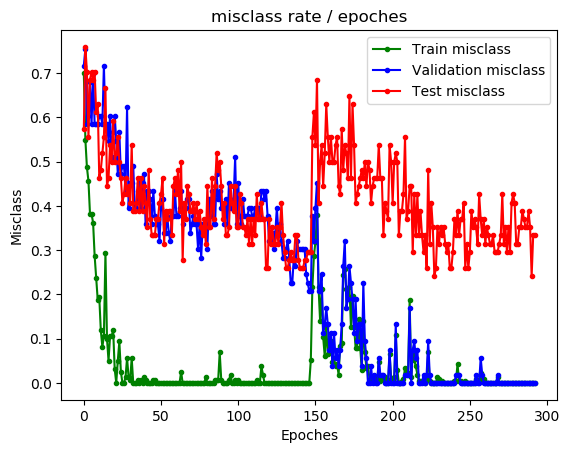 misclass rate / epoches
Train misclass
Validation misclass
Test misclass
Misclass
0.7
0.6
0.5
0.4
0.3
0.2
0.1
0.0
0 50 100 150 200 250 300
Epoches